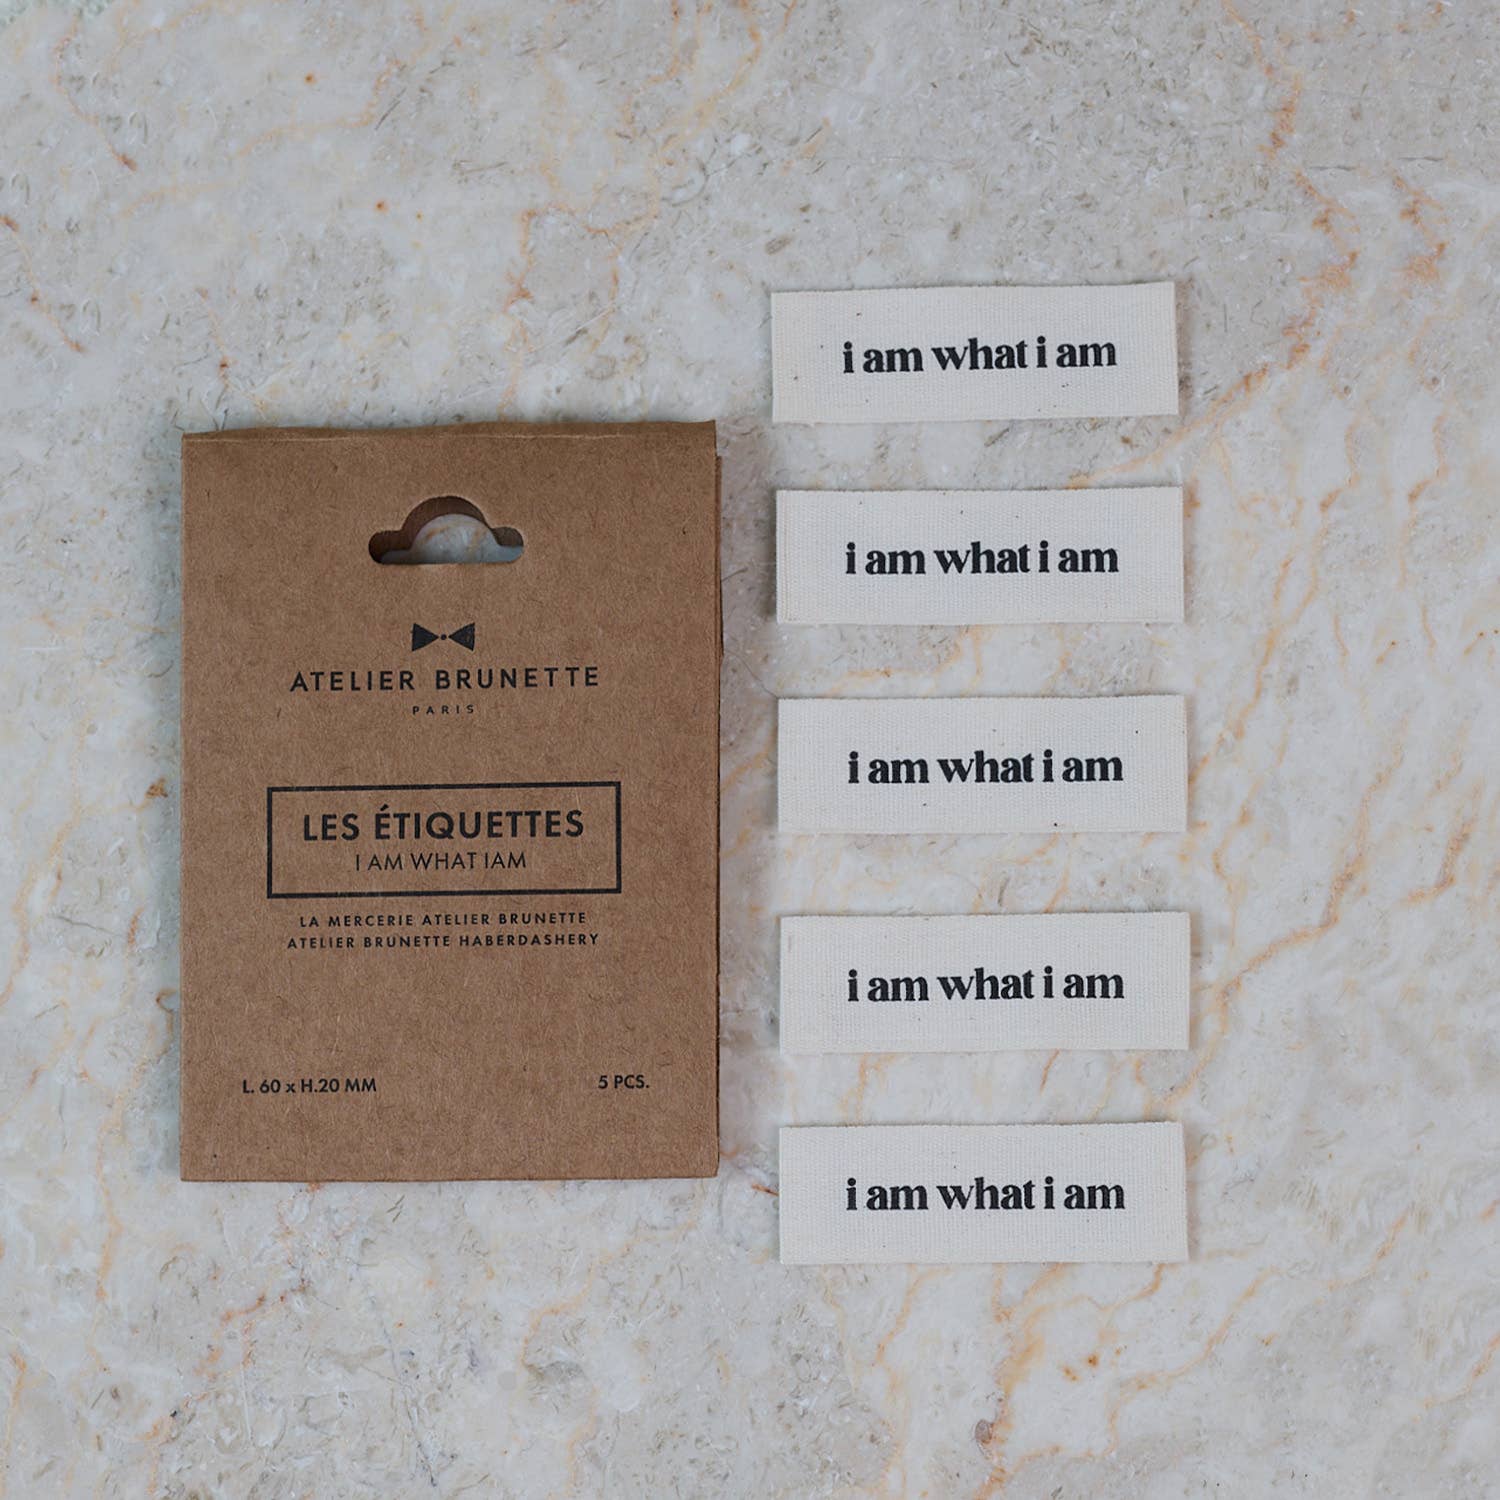 ATELIER BRUNETTE
PARIS
LES ÉTIQUETTES
I AM WHAT IAM
LA MERCERIE ATELIER BRUNETTE
ATELIER BRUNETTE HABERDASHERY
L. 60 x H.20 MM
5 PCS.
i am what i am
i am what i am
i am what i am
i am what i am
i am what i am